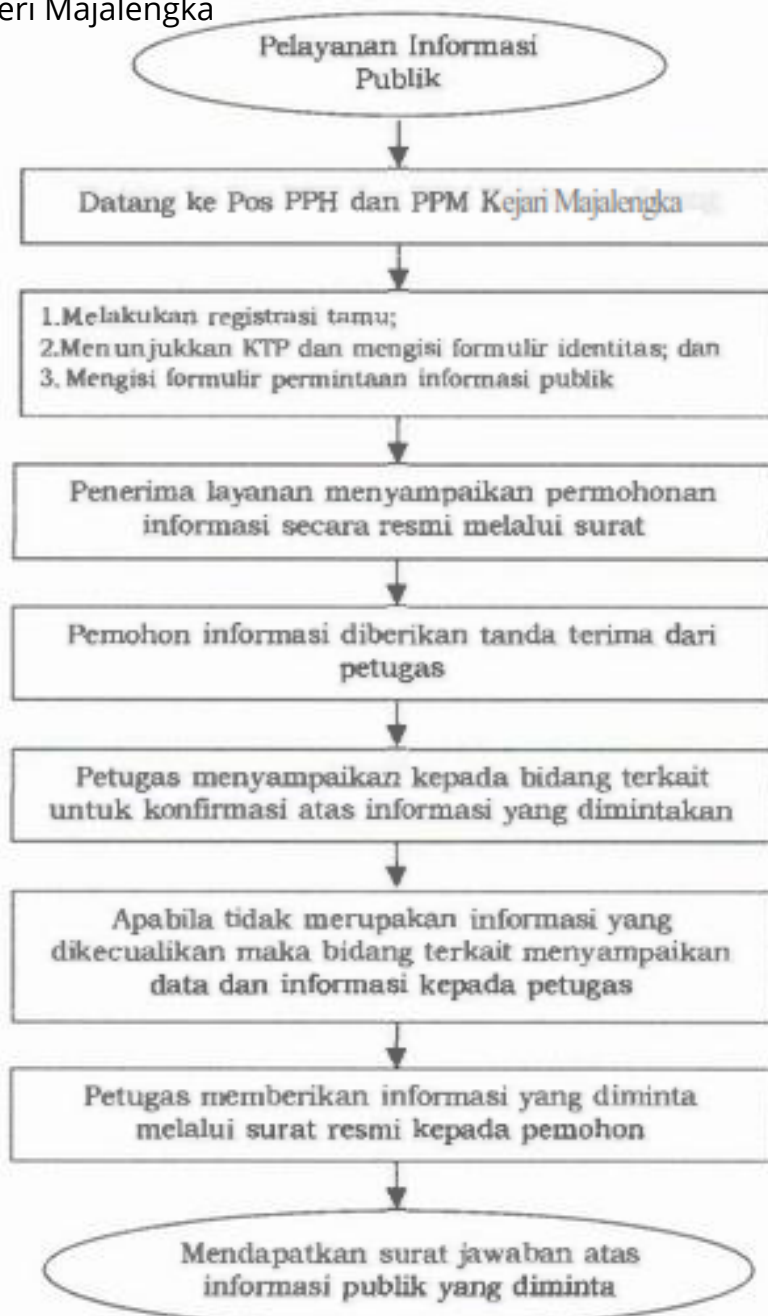 eri Majalengka
Pelayanan Informasi
Publik
Datang ke Pos PPH dan PPM Kejari Majalengka
1.Melakukan registrasi tamu;
2.Menunjukkan KTP dan mengisi formulir identitas; dan
3. Mengisi formulir permintaan informasi publik
Penerima layanan menyampaikan permohonan
informasi secara resmi melalui surat
Pemohon informasi diberikan tanda terima dari
petugas
Petugas menyampaikan kepada bidang terkait
untuk konfirmasi atas informasi yang dimintakan
Apabila tidak merupakan informasi yang
dikecualikan maka bidang terkait menyampaikan
data dan informasi kepada petugas
Petugas memberikan informasi yang diminta
melalui surat resmi kepada pemohon
Mendapatkan surat jawaban atas
informasi publik yang diminta